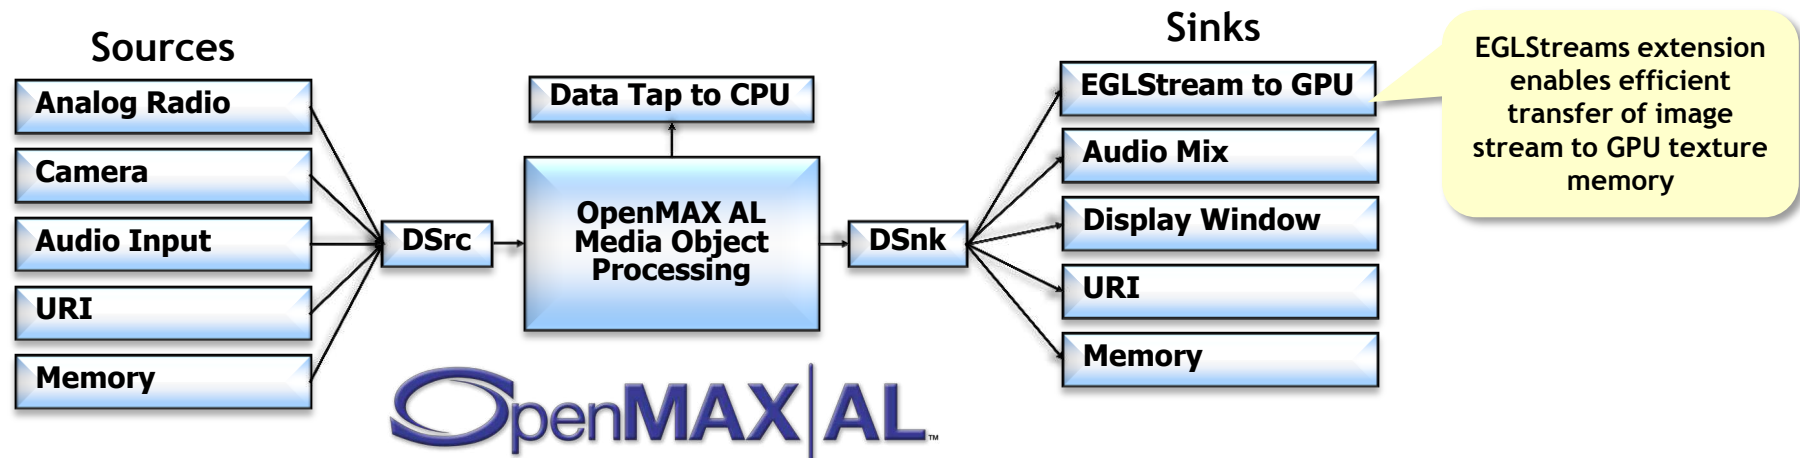 Sources
Analog Radio
Camera
Audio Input
URI
Memory
DSrc
Data Tap to CPU
OpenMAX AL
Media Object
Processing
DSnk
Sinks
EGLStream to GPU
Audio Mix
Display Window
URI
Memory
EGLStreams extension
enables efficient
transfer of image
stream to GPU texture
memory
OpenMAX|AL™